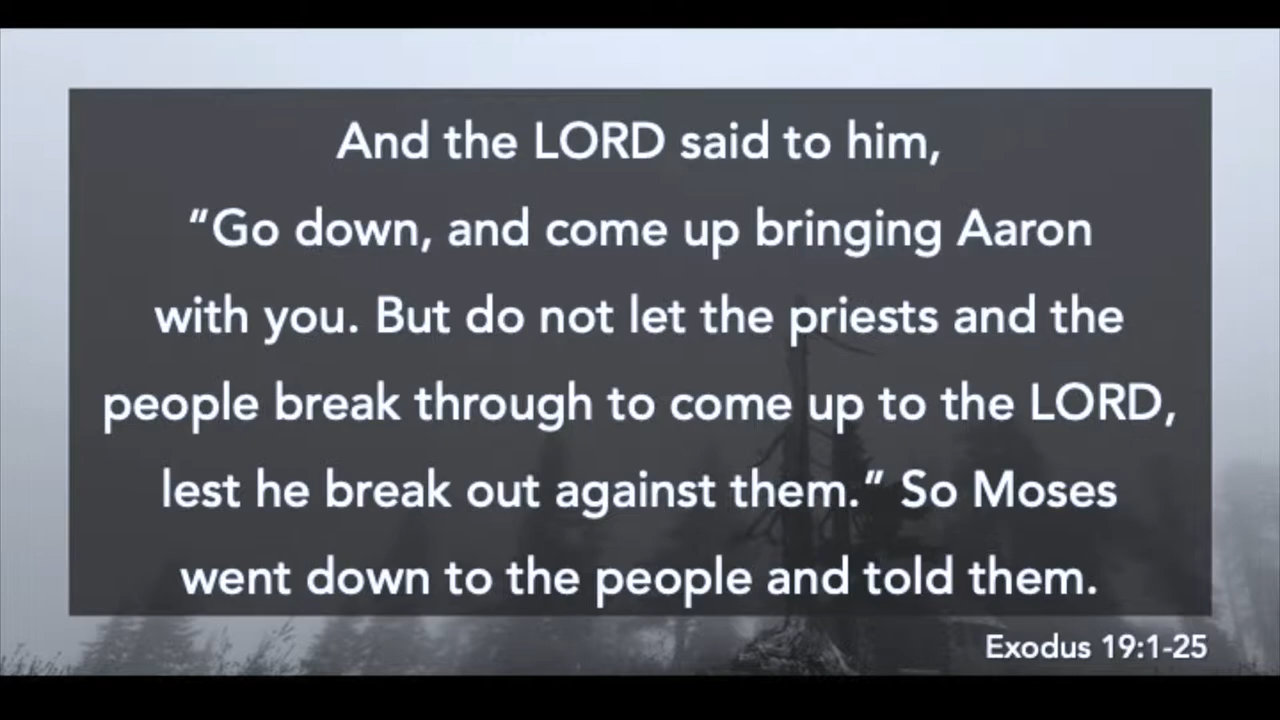 And the LORD said to him,
“Go down, and come up bringing Aaron
with you. But do not let the priests and the
people break through to come up to the LORD,
lest he break out against them.” So Moses
went down to the people and told them.
Exodus 19:1-25